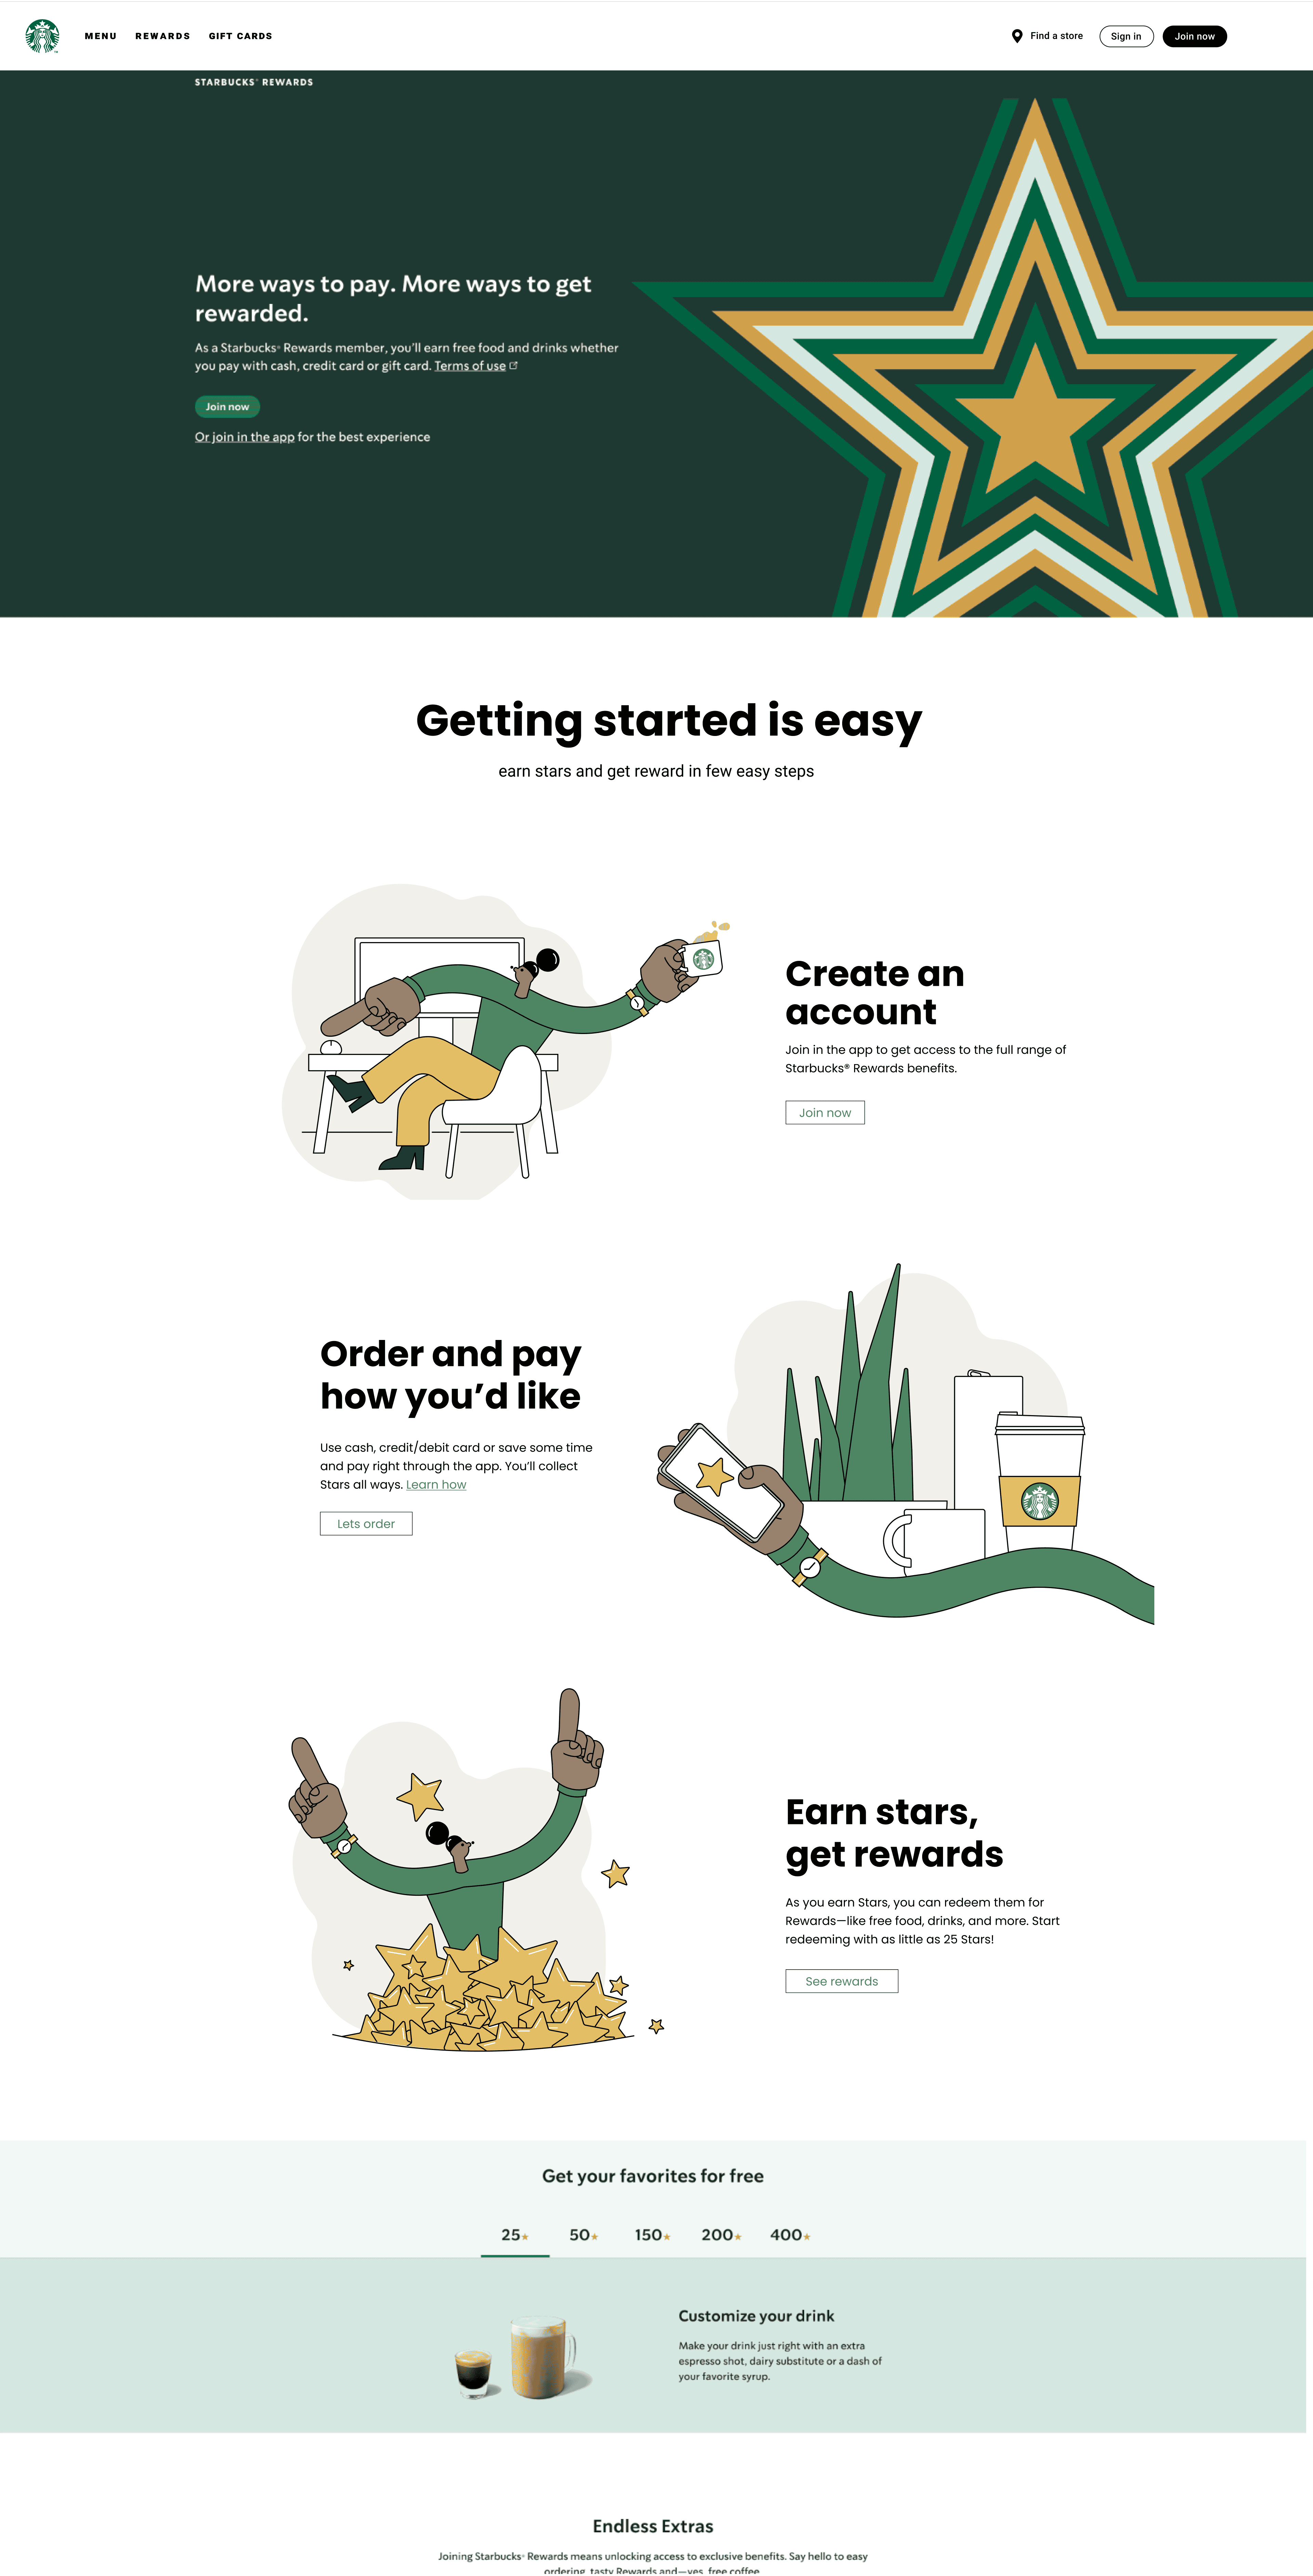 MENU REWARDS GIFT CARDS Find a store Sign in Join now
STARBUCKS® REWARDS
More ways to pay. More ways to get
rewarded.
As a Starbucks® Rewards member, you'll earn free food and drinks whether
you pay with cash, credit card or gift card. Terms of use
Join now
Or join in the app for the best experience
Getting started is easy
earn stars and get reward in few easy steps
Create an
account
Join in the app to get access to the full range of
Starbucks® Rewards benefits.
Join now
Order and pay
how you’d like
Use cash, credit/debit card or save some time
and pay right through the app. You’ll collect
Stars all ways. Learn how
Lets order
Earn stars,
get rewards
As you earn Stars, you can redeem them for
Rewards—like free food, drinks, and more. Start
redeeming with as little as 25 Stars!
See rewards
Get your favorites for free
25★ 50★ 150★ 200★ 400★
Customize your drink
Make your drink just right with an extra
espresso shot, dairy substitute or a dash of
your favorite syrup.
Endless Extras
Joining Starbucks® Rewards means unlocking access to exclusive benefits. Say hello to easy
ordering, tasty Rewards and—yes, free coffee.